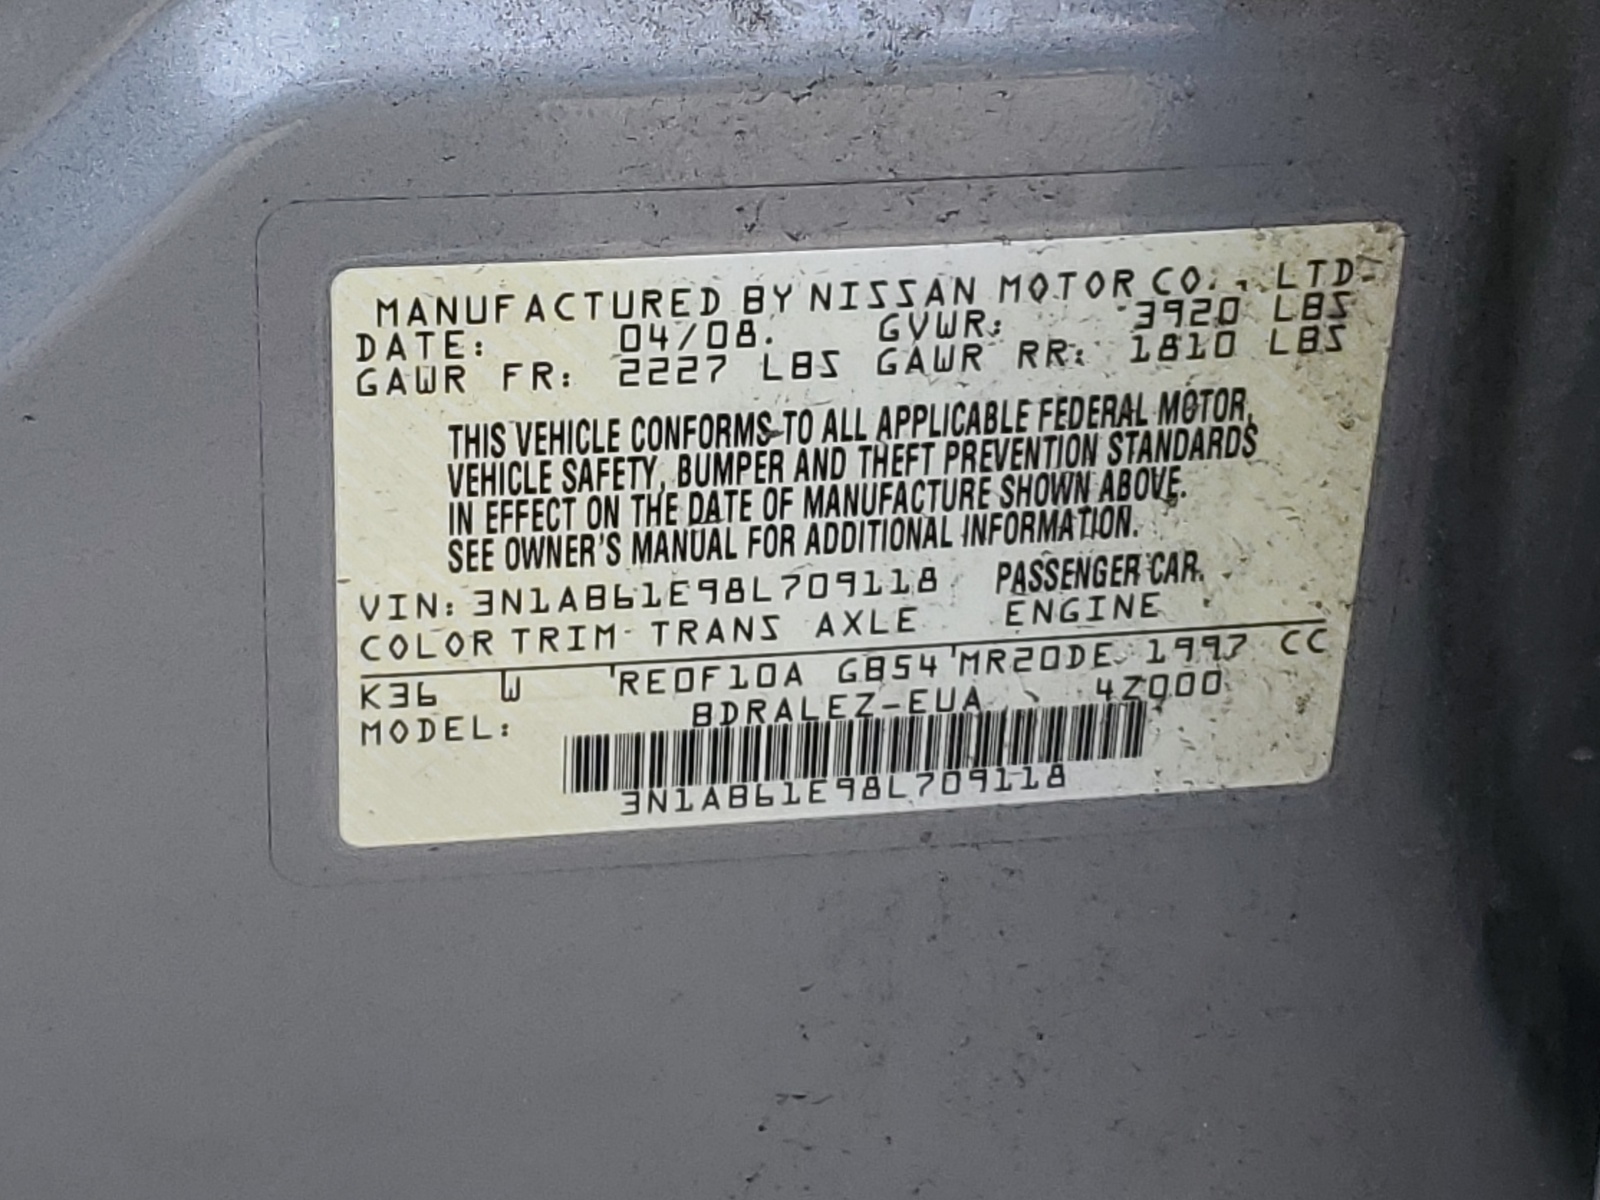 MANUFACTURED BY NISSAN MOTOR CO., LTD.
DATE: 04/08. GVWR: 3920 LBS
GAWR FR: 2227 LBS GAWR RR: 1810 LBS
THIS VEHICLE CONFORMS TO ALL APPLICABLE FEDERAL MOTOR
VEHICLE SAFETY, BUMPER AND THEFT PREVENTION STANDARDS
IN EFFECT ON THE DATE OF MANUFACTURE SHOWN ABOVE.
SEE OWNER'S MANUAL FOR ADDITIONAL INFORMATION.
VIN: 3N1AB61E98L709118 PASSENGER CAR
COLOR TRIM TRANS AXLE ENGINE
K36 W RE0F10A GB54 MR20DE 1997 CC
MODEL: BDRALEZ-EUA 4Z000
3N1AB61E98L709118